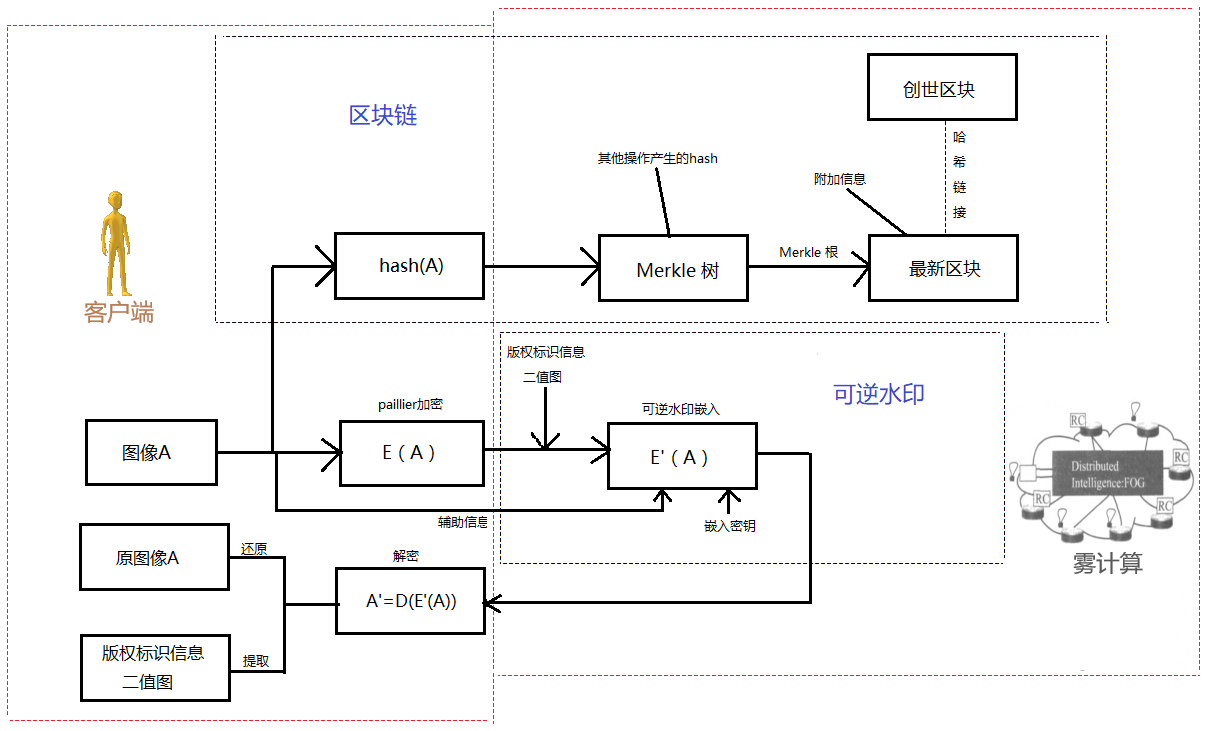 区块链
创世区块
哈
希
链
接
其他操作产生的hash
附加信息
hash(A)
Merkle 树
Merkle 根
最新区块
客户端
版权标识信息
二值图
可逆水印
paillier加密
可逆水印嵌入
图像A
E（A）
E'（A）
辅助信息
嵌入密钥
RC
RC
RC
RC
Distributed
Intelligence:FOG
雾计算
原图像A
还原
解密
A'=D(E'(A))
版权标识信息
二值图
提取